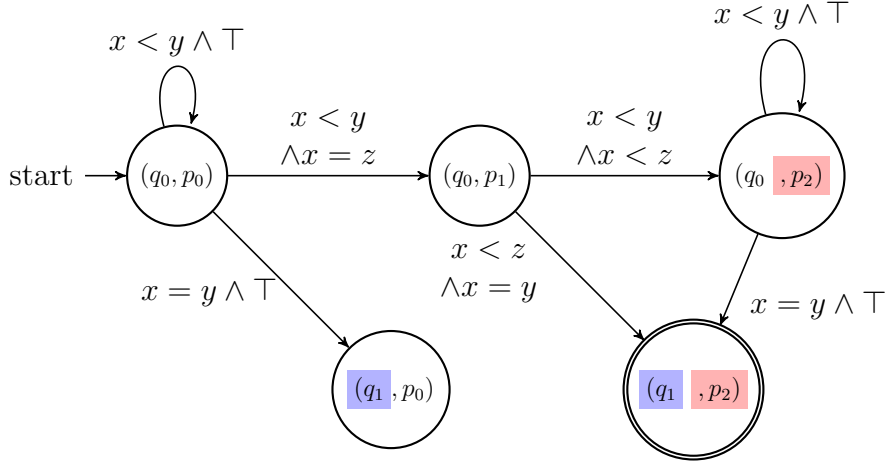 x < y ∧ ⊤
x < y ∧ ⊤
x < y
∧x = z
x < y
∧x < z
start
(q₀, p₀)
(q₀, p₁)
(q₀ , p₂)
x < z
∧x = y
x = y ∧ ⊤
x = y ∧ ⊤
(q₁ , p₀)
(q₁ , p₂)